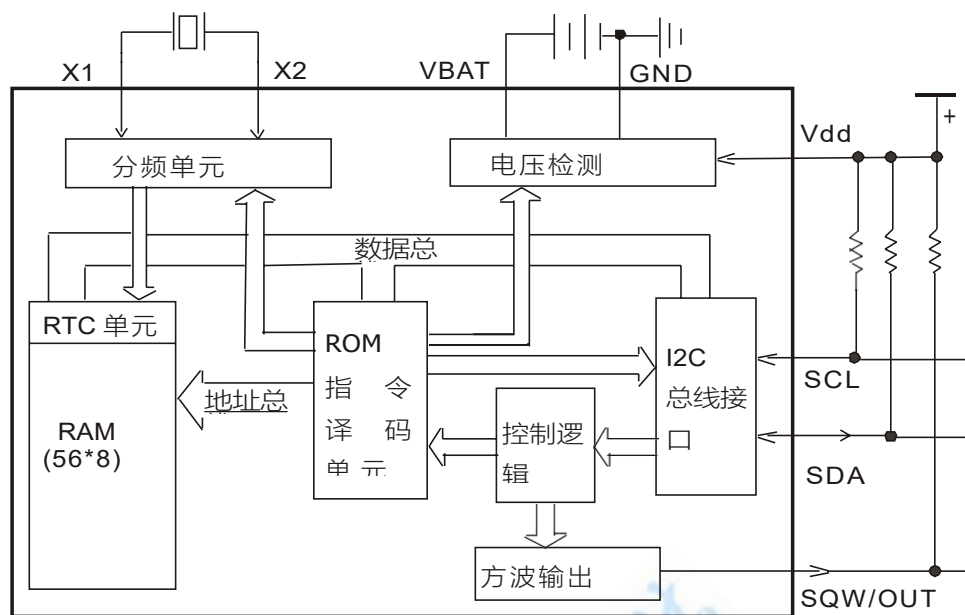 X1
X2
VBAT
GND
Vdd
+
分频单元
电压检测
数据总
RTC 单元
RAM
(56*8)
地址总
ROM
指 令
译 码
单 元
控制逻
辑
I2C
总线接
口
SCL
SDA
方波输出
SQW/OUT